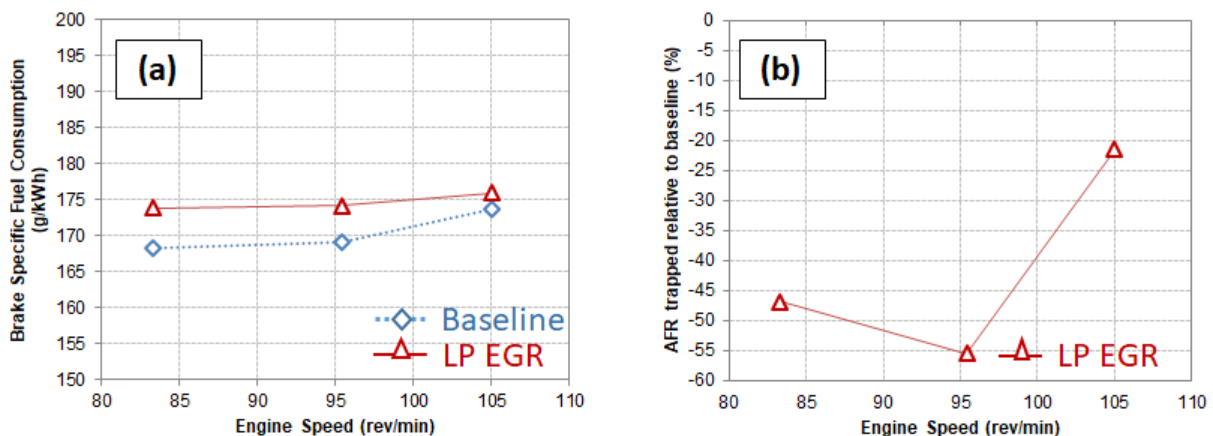 (a)
Brake Specific Fuel Consumption
(g/kWh)
200
195
190
185
180
175
170
165
160
155
150
80 85 90 95 100 105 110
Engine Speed (rev/min)
Baseline
LP EGR
(b)
AFR trapped relative to baseline (%)
0
-5
-10
-15
-20
-25
-30
-35
-40
-45
-50
-55
-60
80 85 90 95 100 105 110
Engine Speed (rev/min)
LP EGR